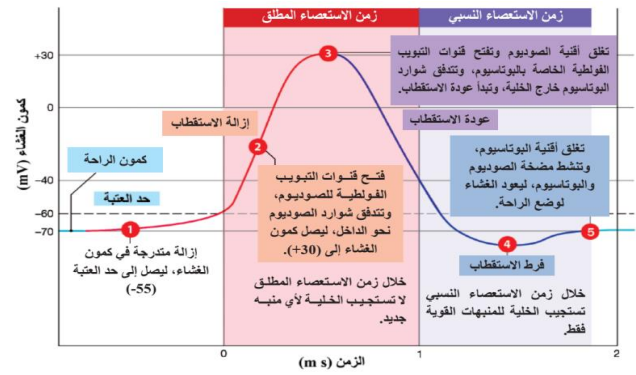 زمن الاستعصاء المطلق
زمن الاستعصاء النسبي
+30
0
−40
−60
−70
كمون الغشاء (mV)
تغلق أقنية الصوديوم وتفتح قنوات التبويب
الفولطية الخاصة بالبوتاسيوم، وتتدفق شوارد
البوتاسيوم خارج الخلية، وتبدأ عودة الاستقطاب.
3
عودة الاستقطاب
إزالة الاستقطاب
2
فتح قنوات التبويب
الفولطية للصوديوم،
وتتدفق شوارد الصوديوم
نحو الداخل، ليصل كمون
الغشاء إلى (30+).
كمون الراحة
حد العتبة
1
إزالة متدرجة في كمون
الغشاء، ليصل إلى حد العتبة
(-55)
خلال زمن الاستعصاء المطلق
لا تستجيب الخلية لأي منبه
جديد.
تغلق أقنية البوتاسيوم،
وتنشط مضخة الصوديوم
والبوتاسيوم، ليعود الغشاء
لوضع الراحة.
5
4
فرط الاستقطاب
خلال زمن الاستعصاء النسبي
تستجيب الخلية للمنبهات القوية
فقط.
0
1
2
الزمن (m s)